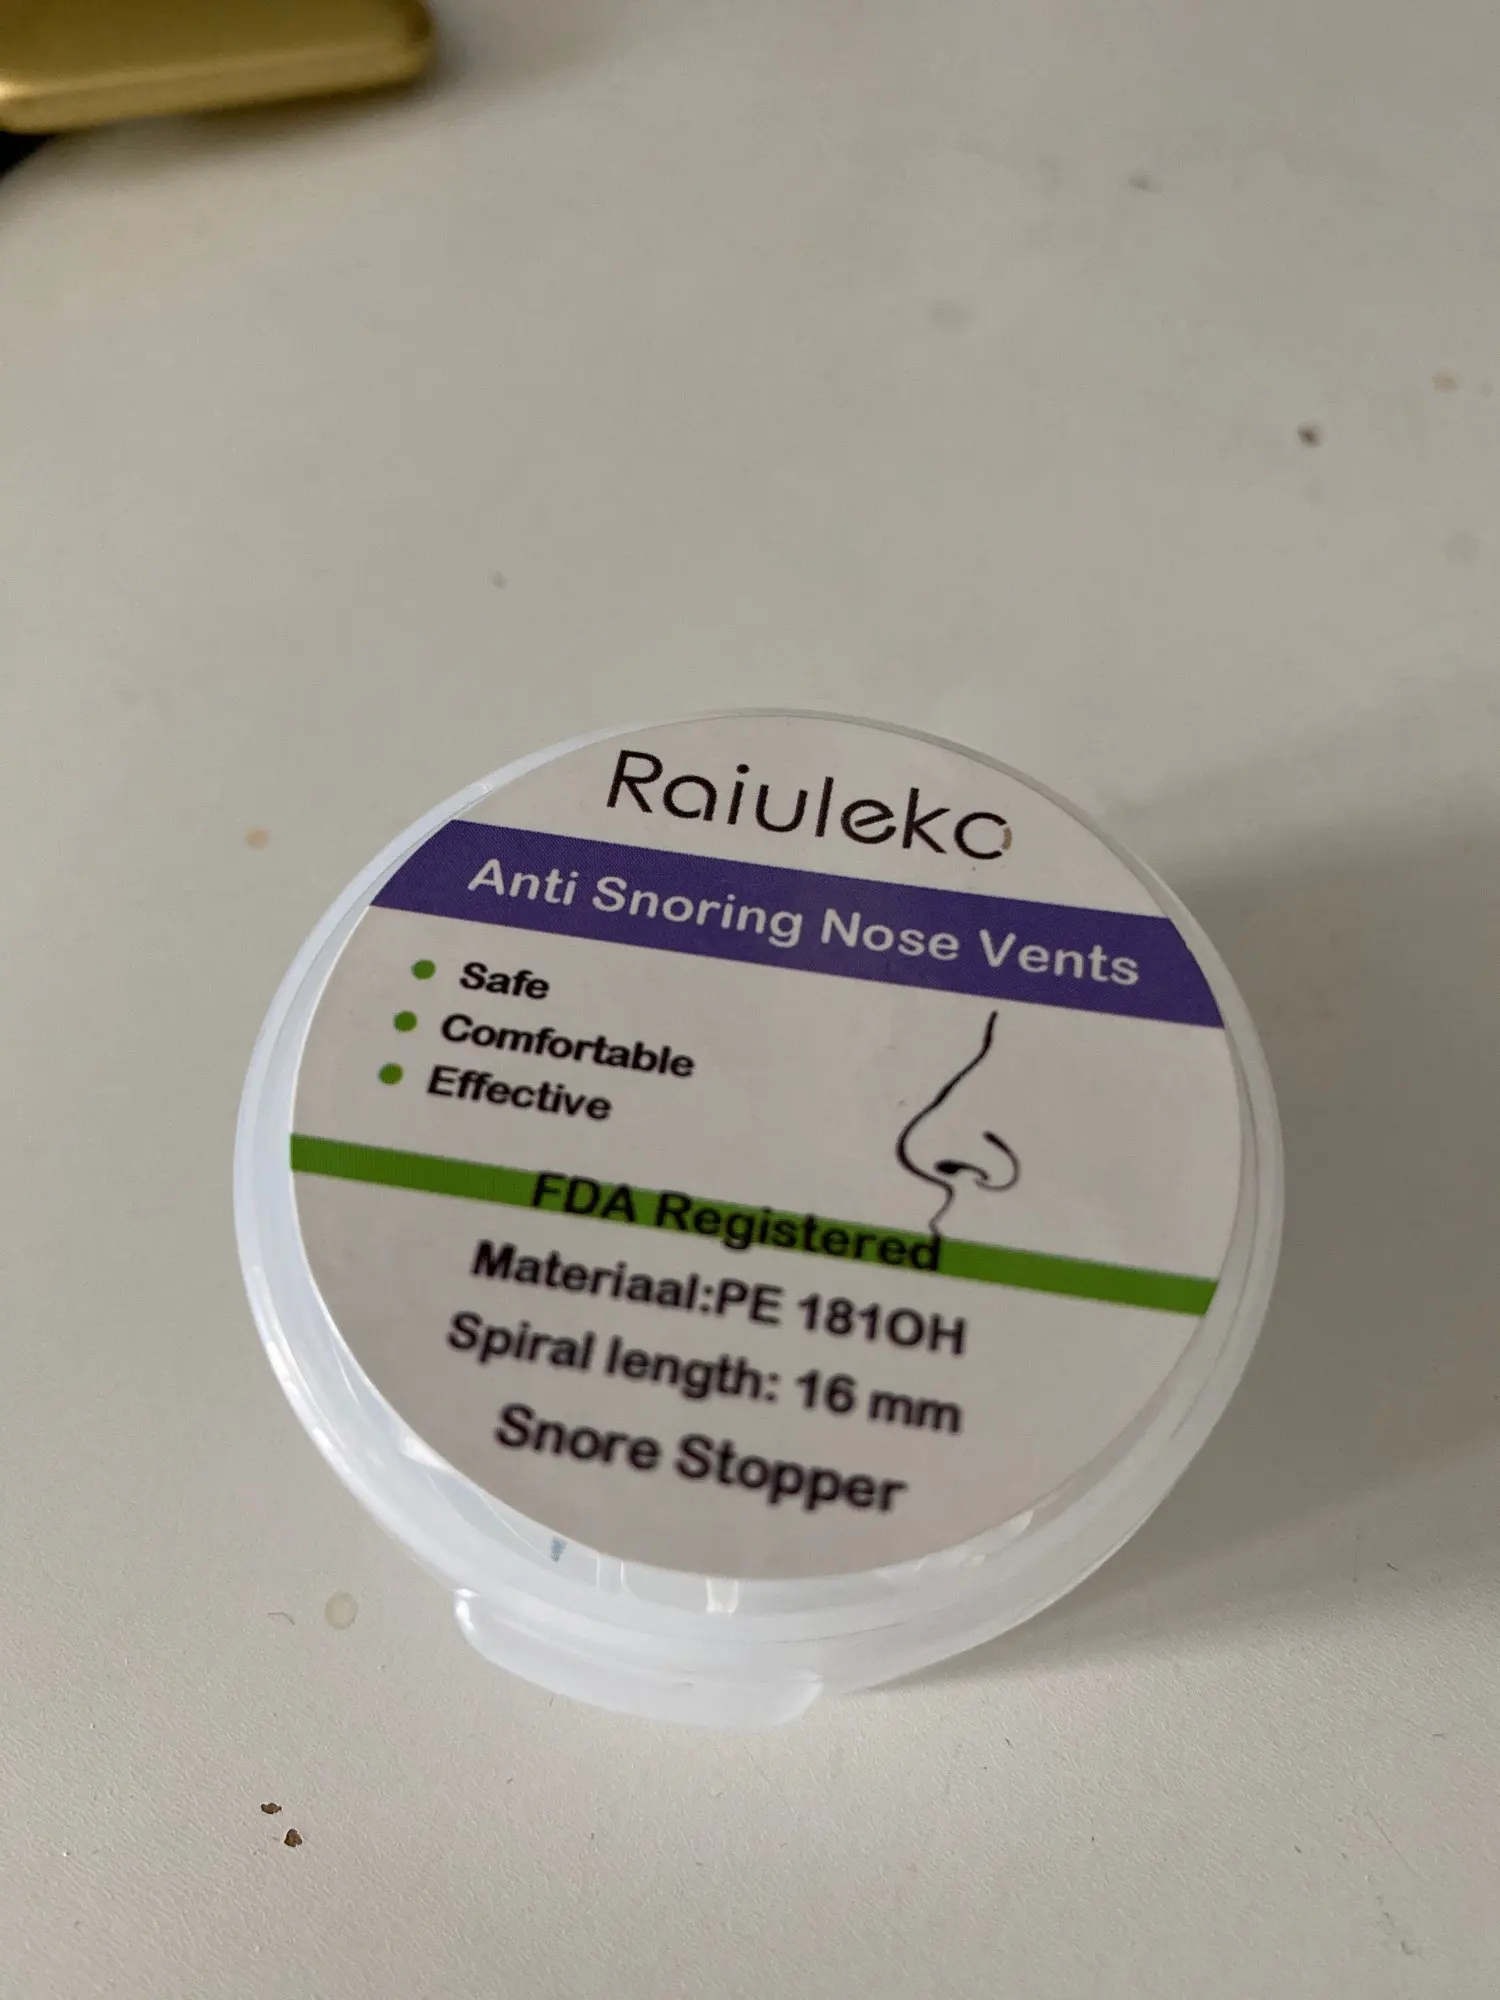 Raiuleko
Anti Snoring Nose Vents
Safe
Comfortable
Effective
FDA Registered
Materiaal:PE 181OH
Spiral length: 16 mm
Snore Stopper